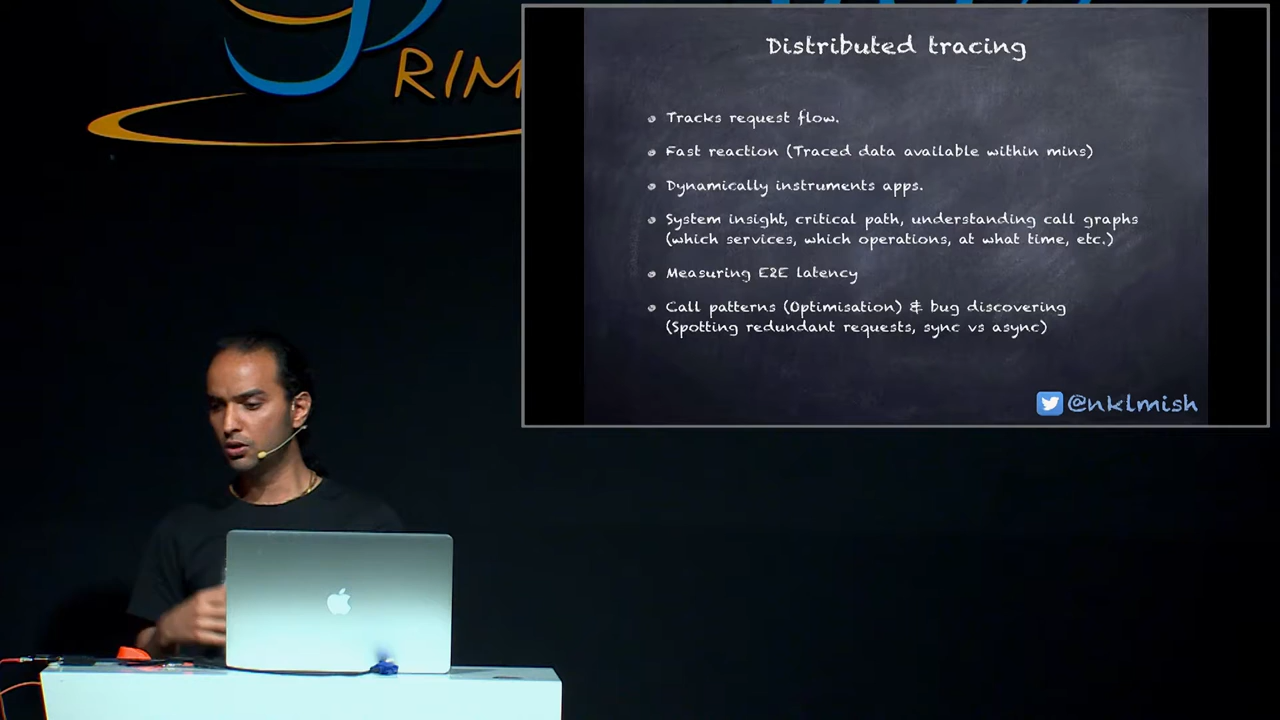 RIM
Distributed tracing
Tracks request flow.
Fast reaction (Traced data available within mins)
Dynamically instruments apps.
System insight, critical path, understanding call graphs
(which services, which operations, at what time, etc.)
Measuring E2E latency
Call patterns (Optimisation) & bug discovering
(Spotting redundant requests, sync vs async)
@nklmish